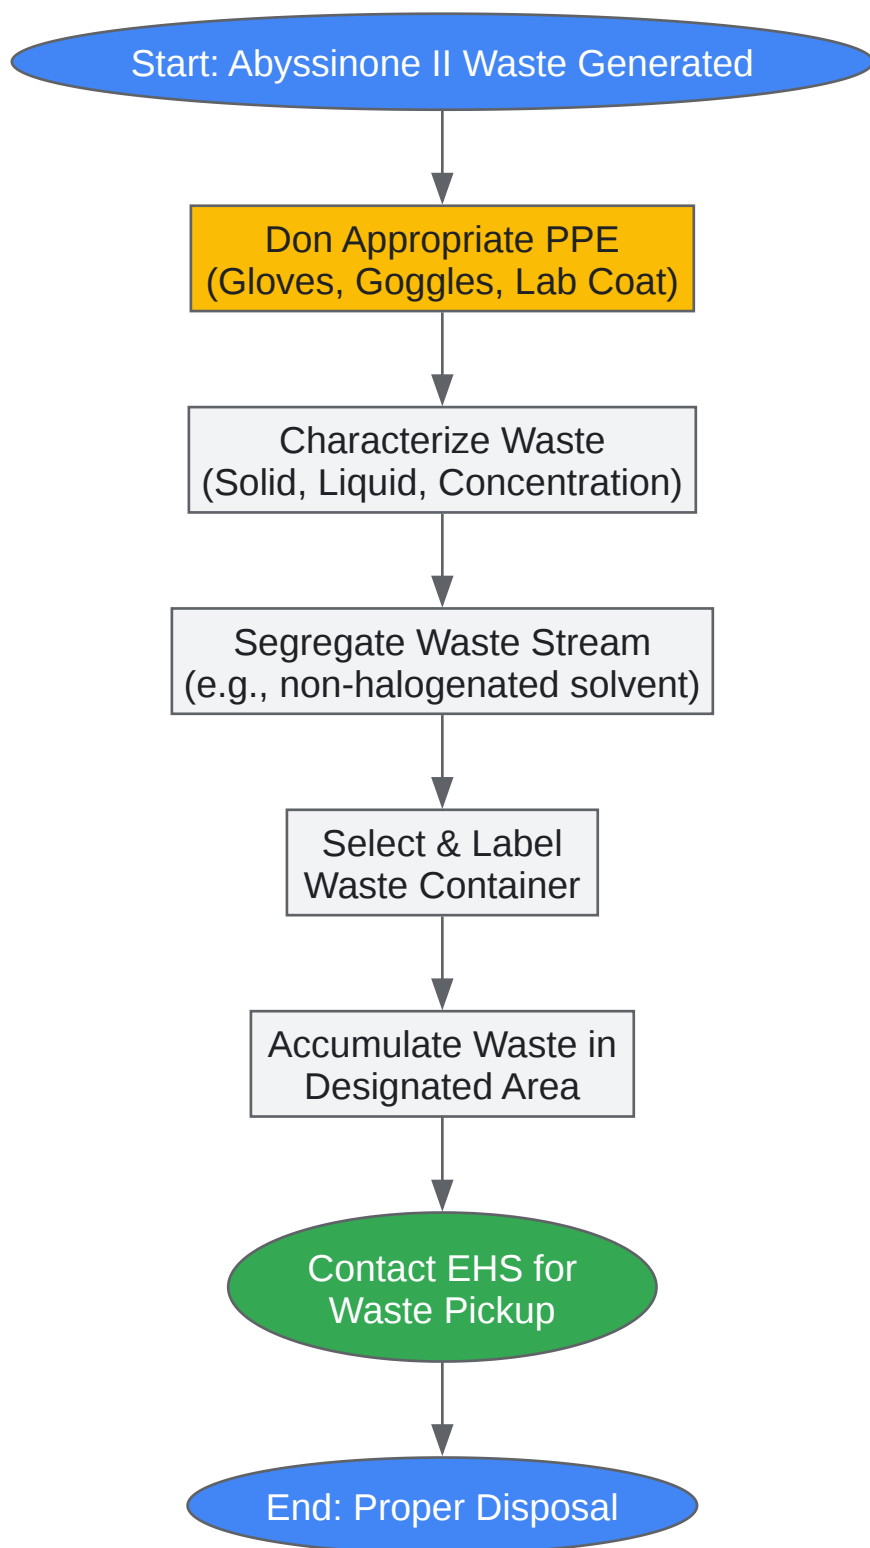 Start: Abyssinone II Waste Generated
Don Appropriate PPE
(Gloves, Goggles, Lab Coat)
Characterize Waste
(Solid, Liquid, Concentration)
Segregate Waste Stream
(e.g., non-halogenated solvent)
Select & Label
Waste Container
Accumulate Waste in
Designated Area
Contact EHS for
Waste Pickup
End: Proper Disposal